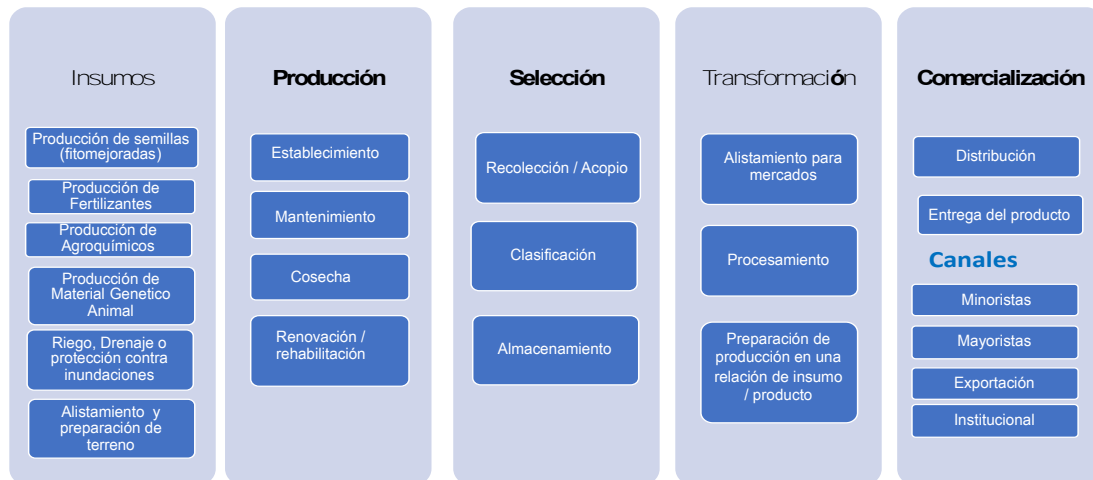 Insumos
Producción de semillas
(fitomejoradas)
Producción de
Fertilizantes
Producción de
Agroquímicos
Producción de
Material Genetico
Animal
Riego, Drenaje o
protección contra
inundaciones
Alistamiento y
preparación de
terreno
Producción
Establecimiento
Mantenimiento
Cosecha
Renovación /
rehabilitación
Selección
Recolección / Acopio
Clasificación
Almacenamiento
Transformación
Alistamiento para
mercados
Procesamiento
Preparación de
producción en una
relación de insumo
/ producto
Comercialización
Distribución
Entrega del producto
Canales
Minoristas
Mayoristas
Exportación
Institucional